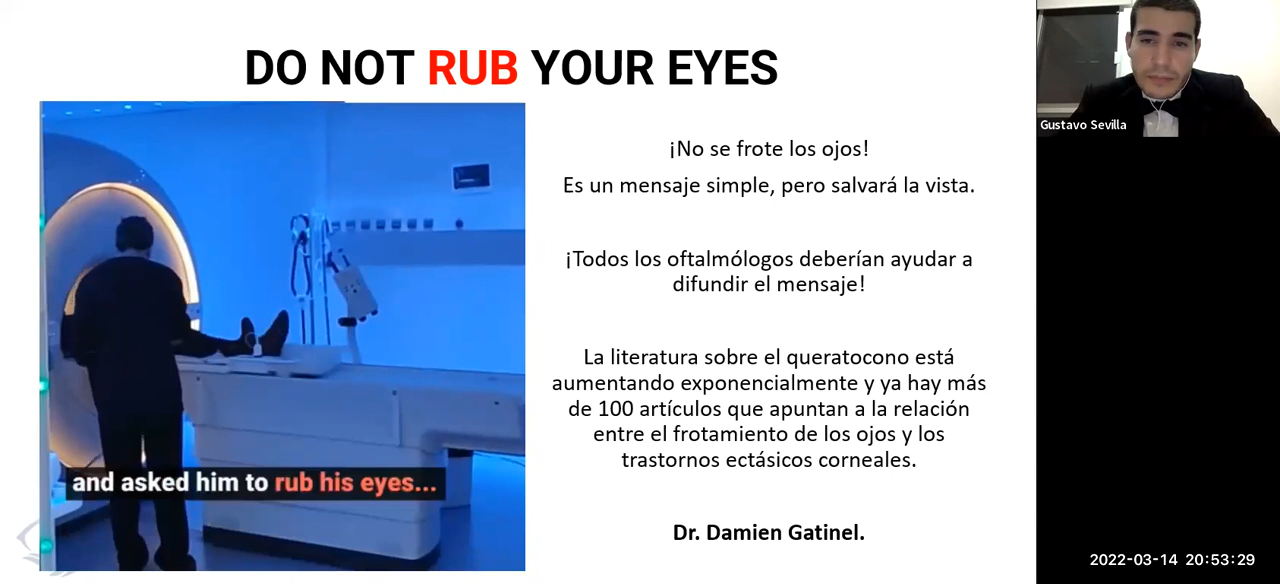 DO NOT RUB YOUR EYES
¡No se frote los ojos!
Es un mensaje simple, pero salvará la vista.
¡Todos los oftalmólogos deberían ayudar a
difundir el mensaje!
La literatura sobre el queratocono está
aumentando exponencialmente y ya hay más
de 100 artículos que apuntan a la relación
entre el frotamiento de los ojos y los
trastornos ectásicos corneales.
Dr. Damien Gatinel.
and asked him to rub his eyes...
Gustavo Sevilla
2022-03-14 20:53:29